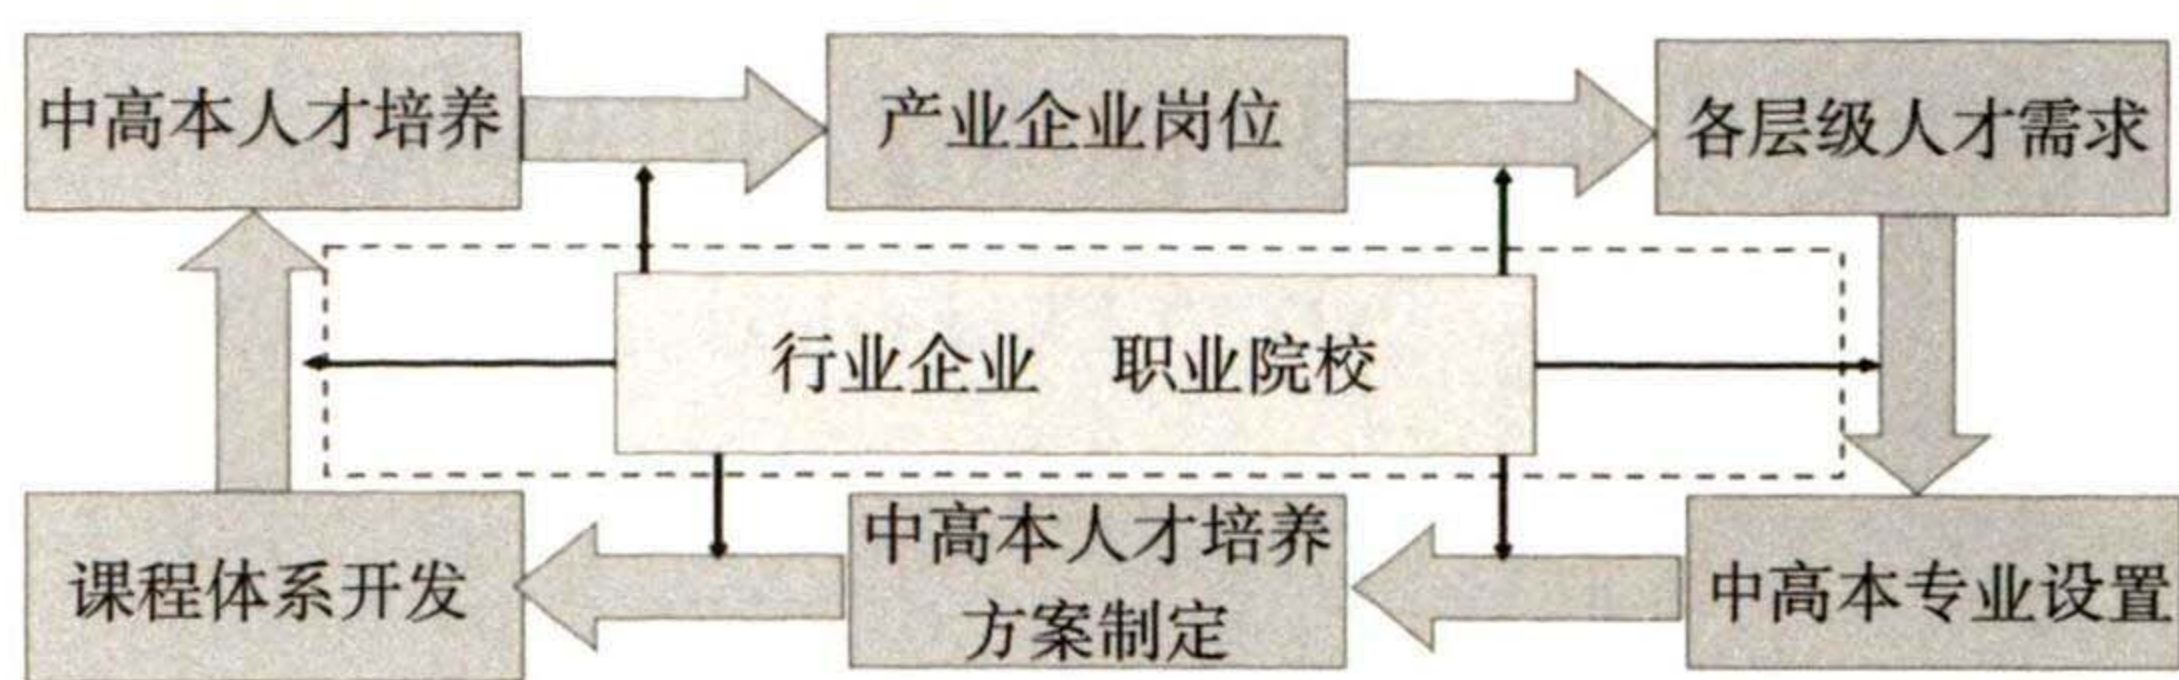 中高本人才培养
产业企业岗位
各层级人才需求
行业企业 职业院校
课程体系开发
中高本人才培养
方案制定
中高本专业设置